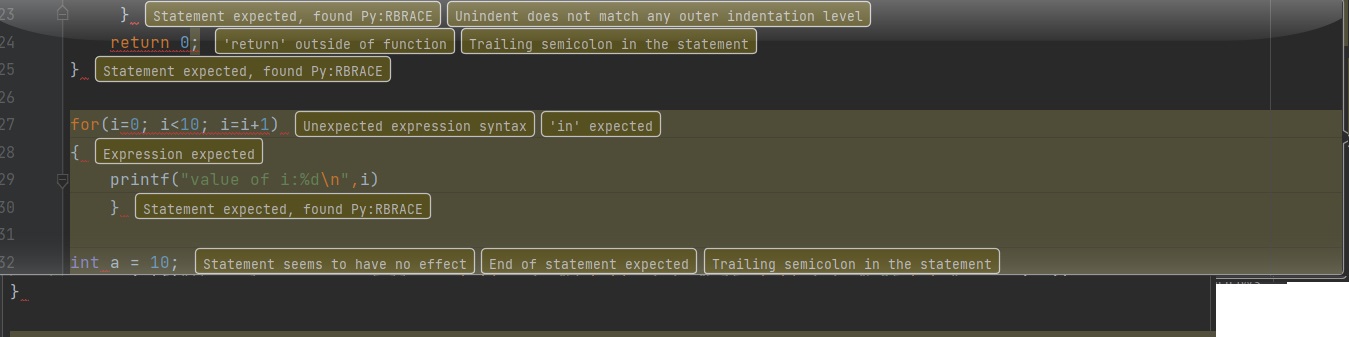 23 } Statement expected, found Py:RBRACE Unindent does not match any outer indentation level
24 return 0; 'return' outside of function Trailing semicolon in the statement
25 } Statement expected, found Py:RBRACE
26
27 for(i=0; i<10; i=i+1) Unexpected expression syntax 'in' expected
28 { Expression expected
29 printf("value of i:%d\n",i)
30 } Statement expected, found Py:RBRACE
31
32 int a = 10; Statement seems to have no effect End of statement expected Trailing semicolon in the statement
}